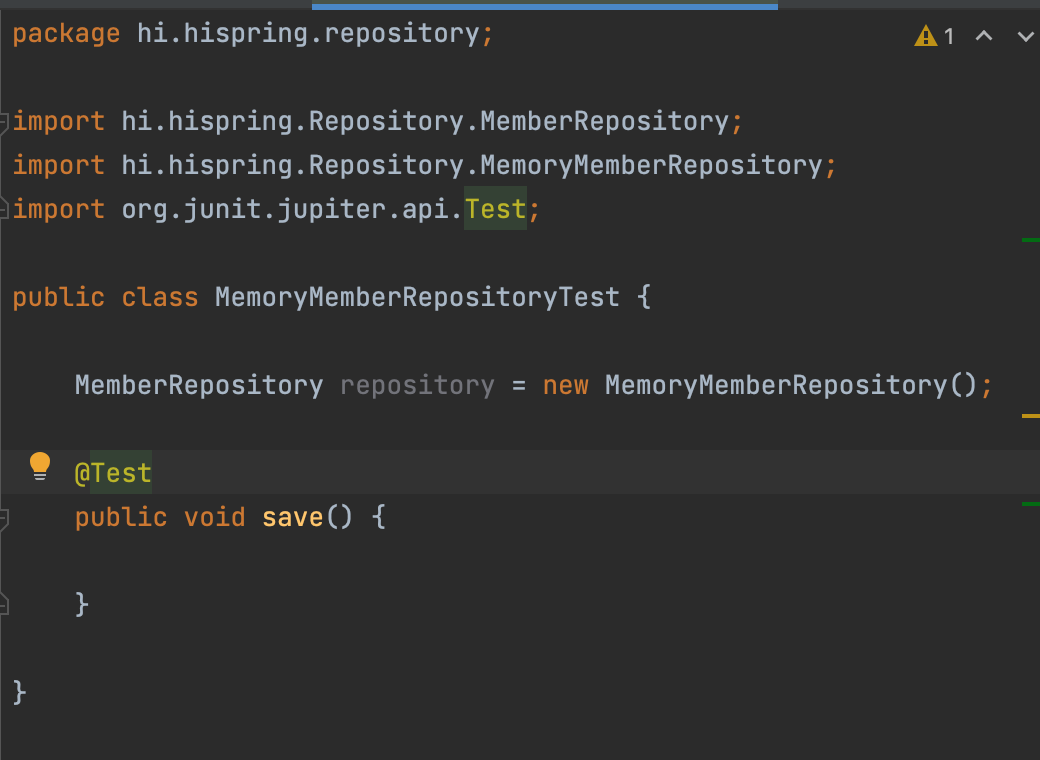 package hi.hispring.repository;
1
import hi.hispring.Repository.MemberRepository;
import hi.hispring.Repository.MemoryMemberRepository;
import org.junit.jupiter.api.Test;
public class MemoryMemberRepositoryTest {
MemberRepository repository = new MemoryMemberRepository();
@Test
public void save() {
}
}